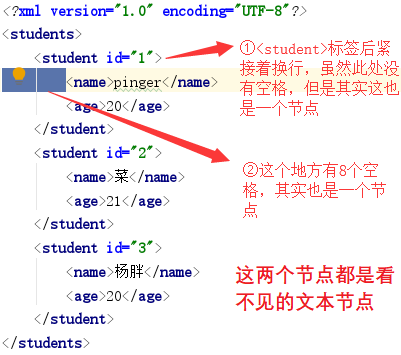 <?xml version="1.0" encoding="UTF-8"?>
<students>
<student id="1">
<name>pinger</name>
<age>20</age>
</student>
<student id="2">
<name>菜</name>
<age>21</age>
</student>
<student id="3">
<name>杨胖</name>
<age>20</age>
</student>
</students>
①<student>标签后紧
接着换行，虽然此处没
有空格，但是其实这也
是一个节点
②这个地方有8个空
格，其实也是一个节
点
这两个节点都是看
不见的文本节点